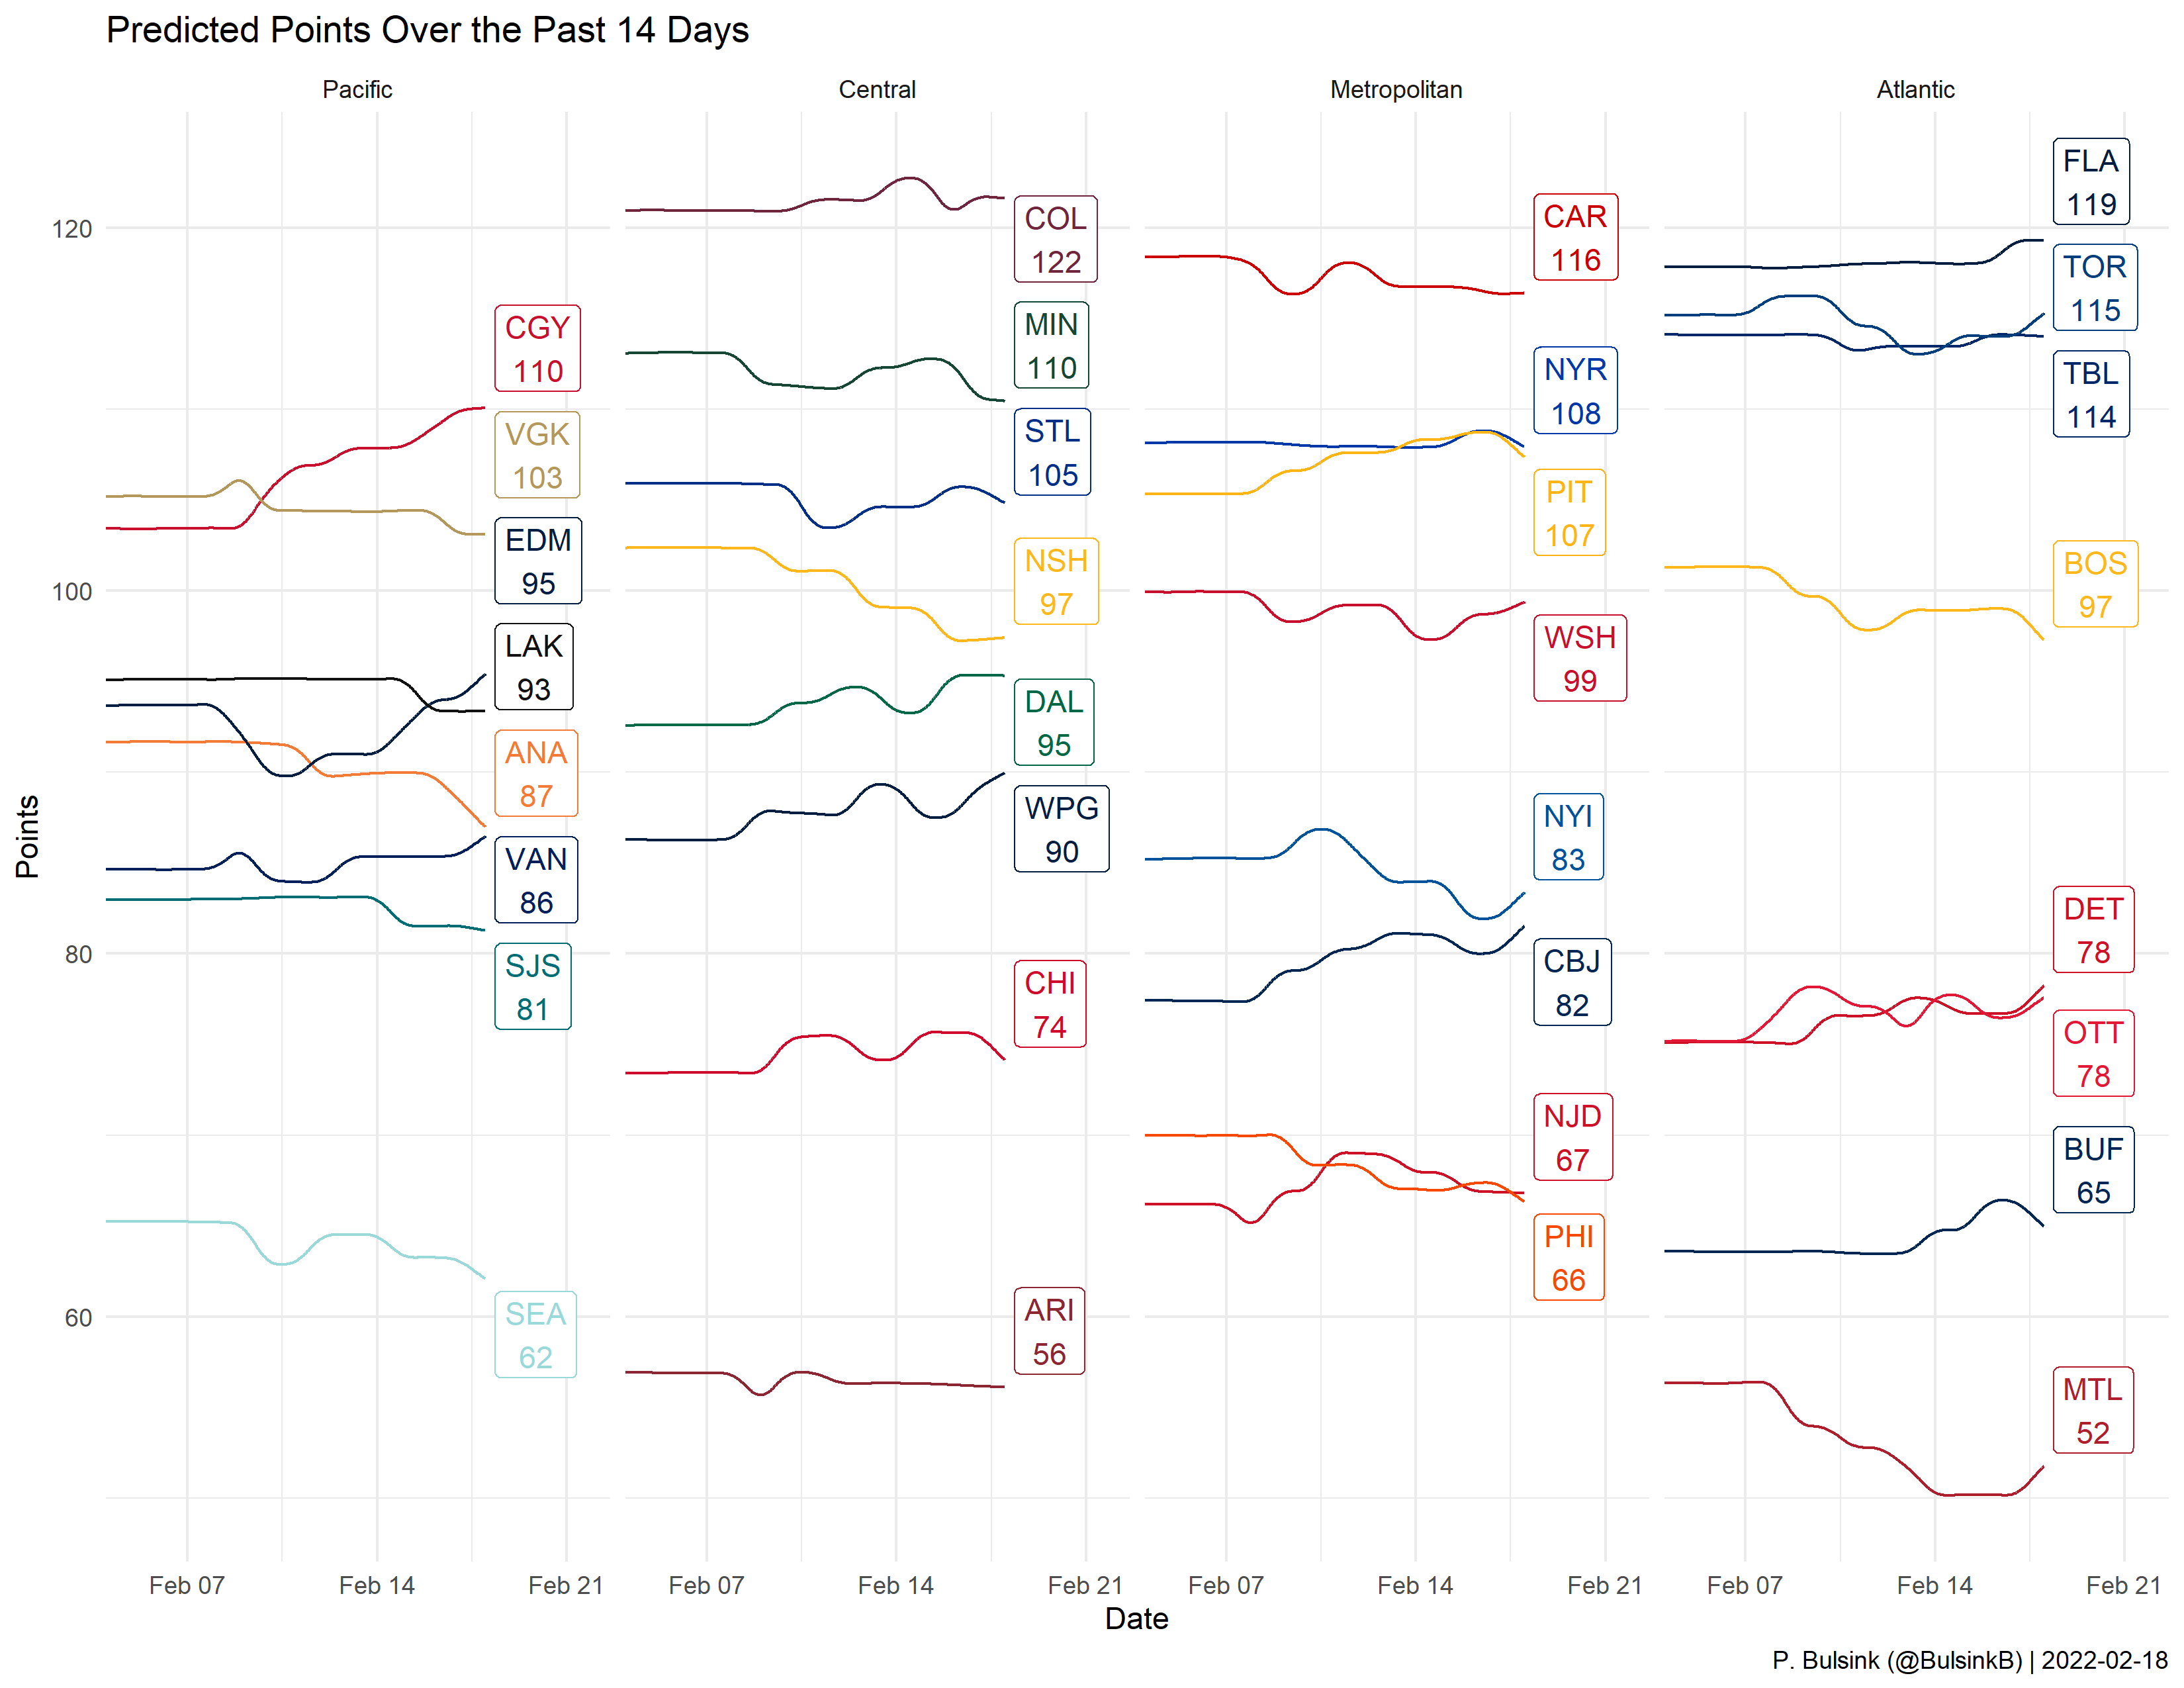 Predicted Points Over the Past 14 Days
Pacific
Central
Metropolitan
Atlantic
Points
120
100
80
60
CGY
110
VGK
103
EDM
95
LAK
93
ANA
87
VAN
86
SJS
81
SEA
62
COL
122
MIN
110
STL
105
NSH
97
DAL
95
WPG
90
CHI
74
ARI
56
CAR
116
NYR
108
PIT
107
WSH
99
NYI
83
CBJ
82
NJD
67
PHI
66
FLA
119
TOR
115
TBL
114
BOS
97
DET
78
OTT
78
BUF
65
MTL
52
Feb 07
Feb 14
Feb 21
Feb 07
Feb 14
Feb 21
Feb 07
Feb 14
Feb 21
Feb 07
Feb 14
Feb 21
Date
P. Bulsink (@BulsinkB) | 2022-02-18